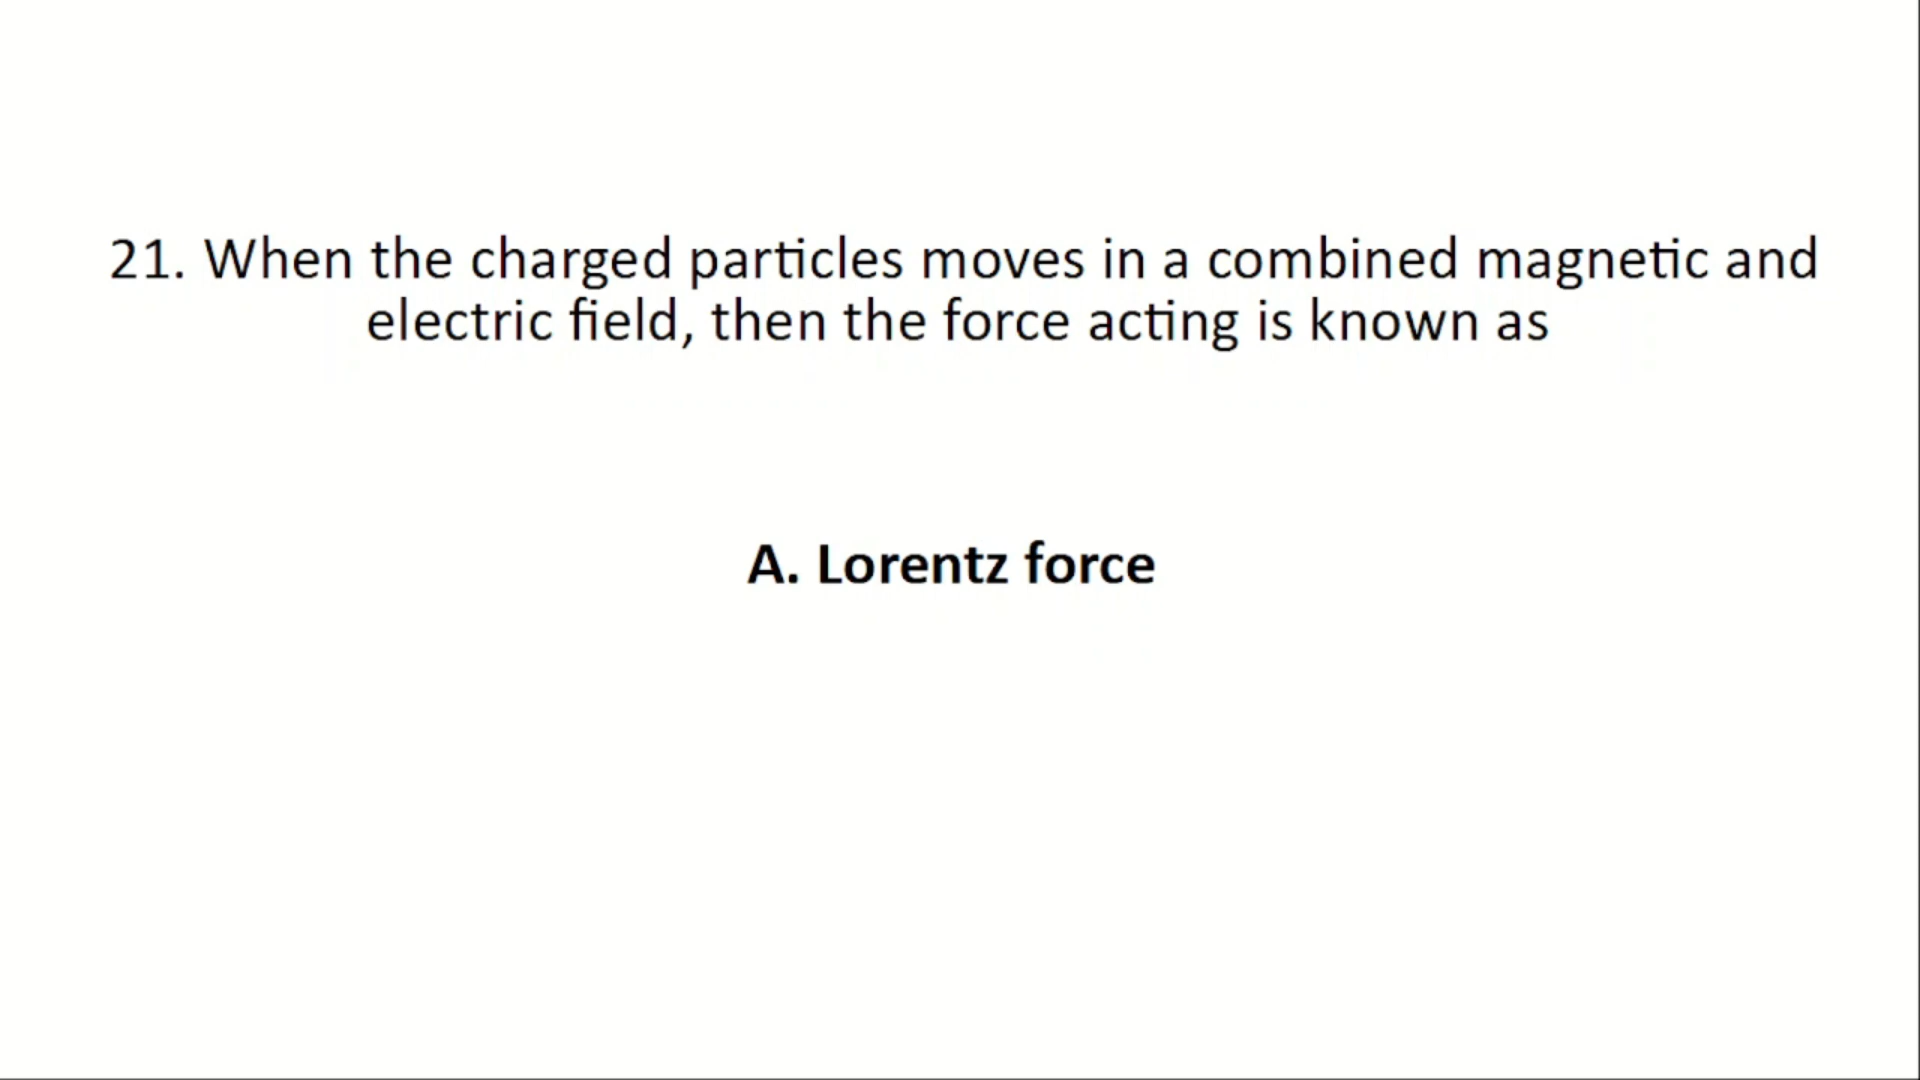 21. When the charged particles moves in a combined magnetic and
electric field, then the force acting is known as
A. Lorentz force